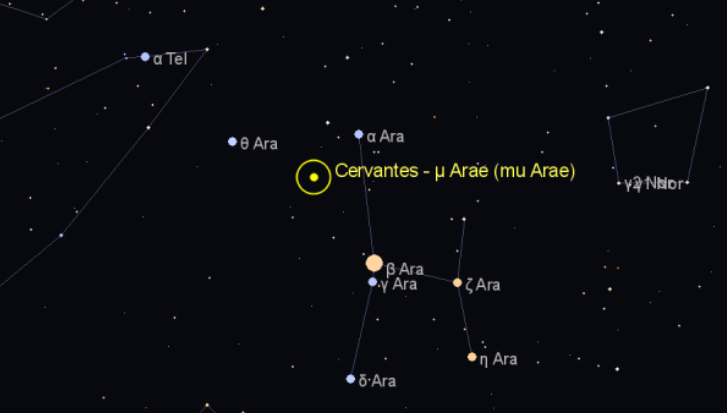 α Tel
θ Ara
α Ara
Cervantes - μ Arae (mu Arae)
γ2 Nor
β Ara
γ Ara
ζ Ara
η Ara
δ Ara